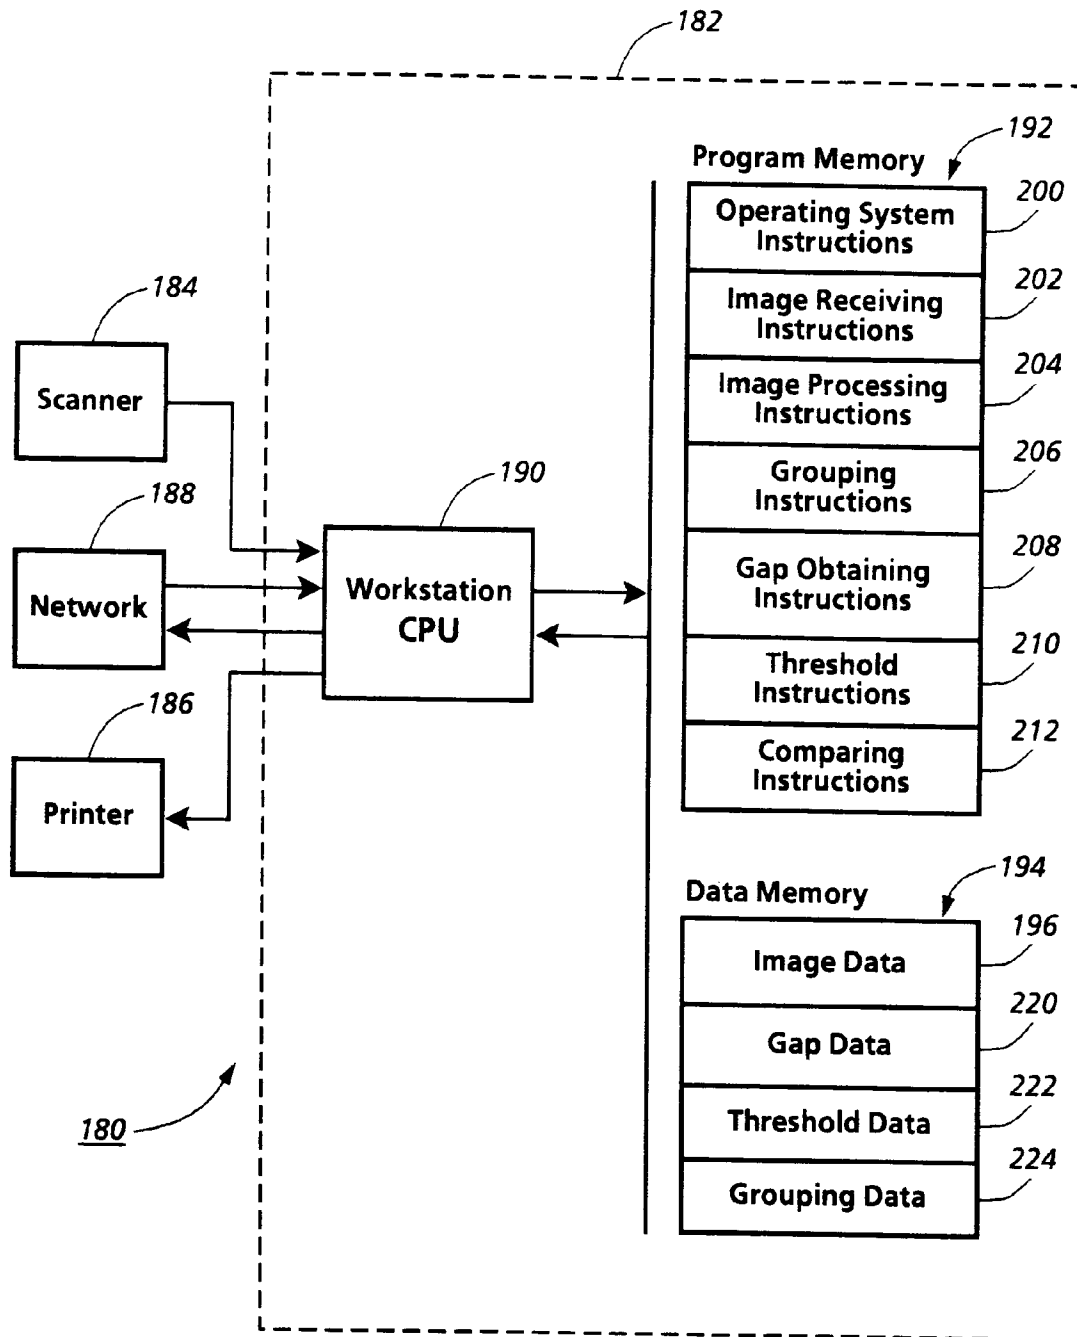 182
192
Program Memory
200
Operating System
Instructions
202
Image Receiving
Instructions
204
Image Processing
Instructions
206
Grouping
Instructions
208
Gap Obtaining
Instructions
210
Threshold
Instructions
212
Comparing
Instructions
184
Scanner
188
Network
186
Printer
190
Workstation
CPU
194
Data Memory
196
Image Data
220
Gap Data
222
Threshold Data
224
Grouping Data
180